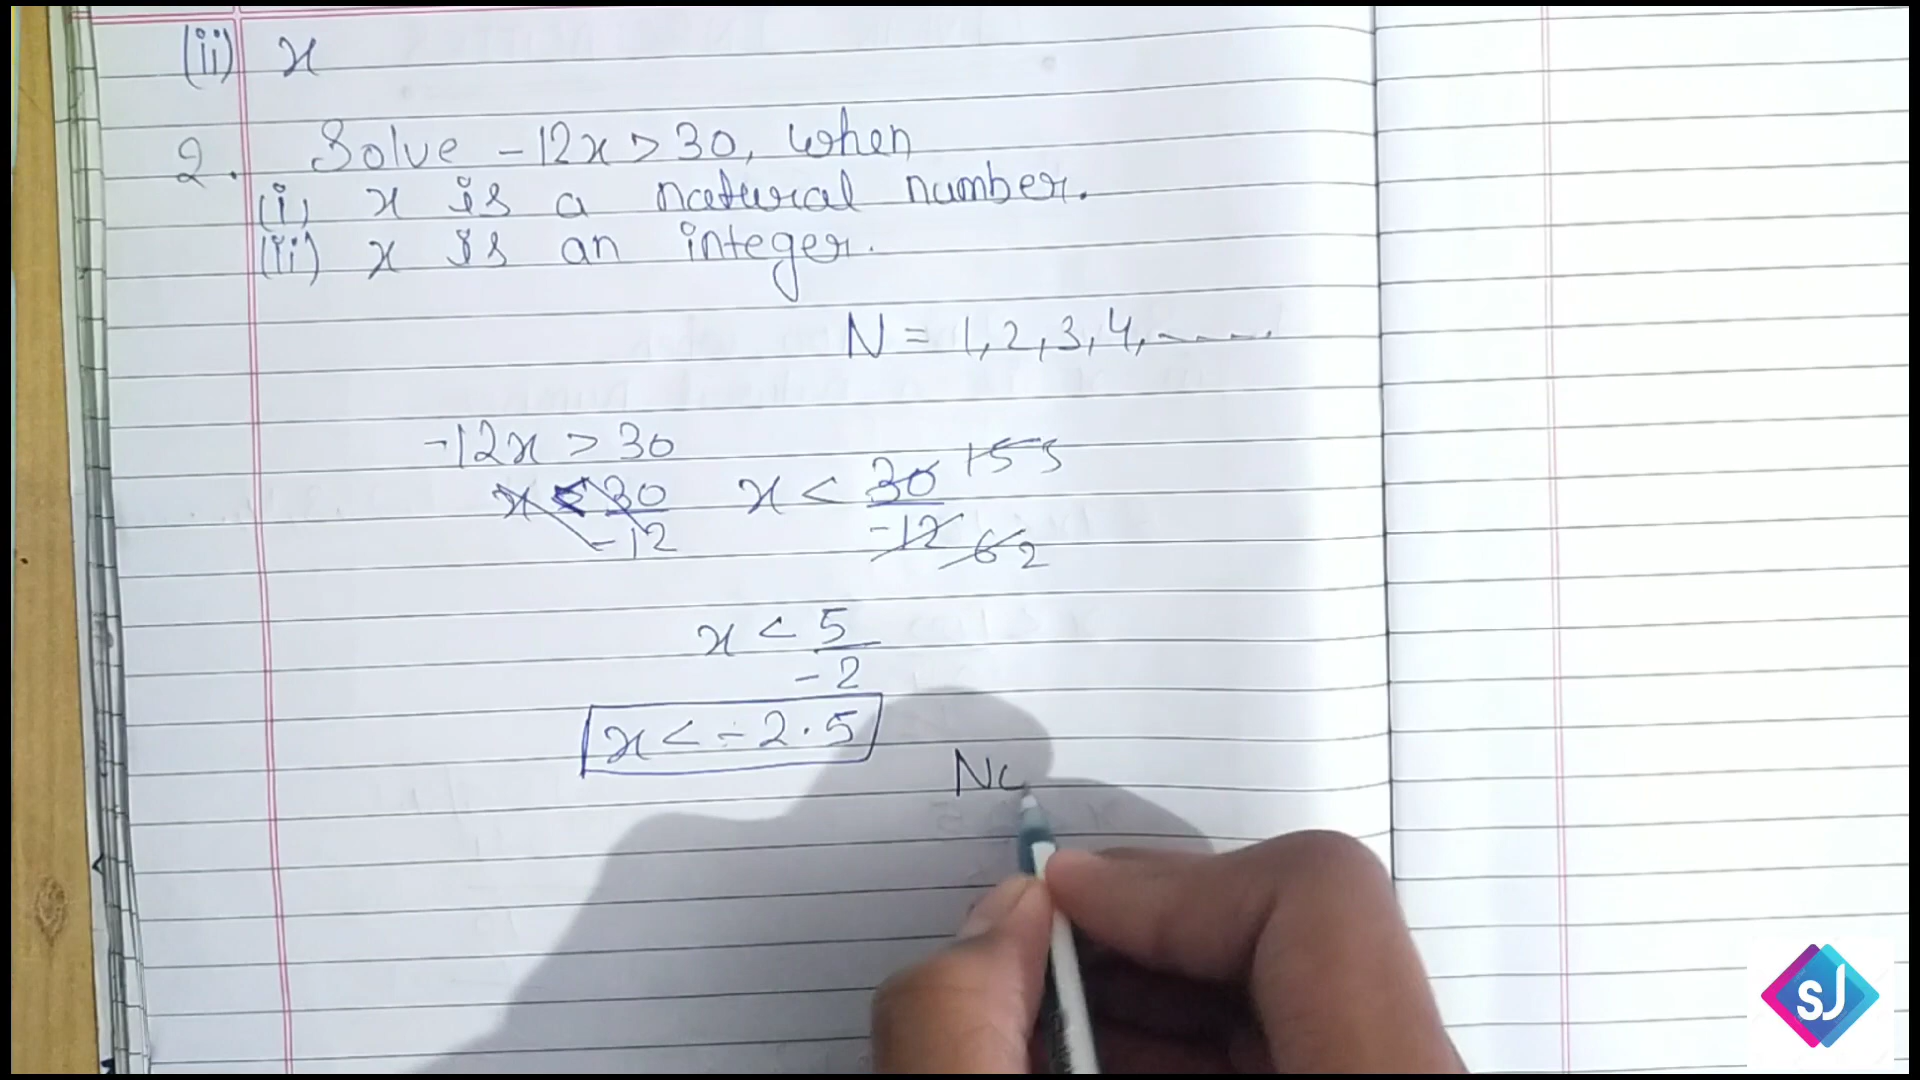 (ii) x
2. Solve -12x > 30, when
(i) x is a natural number.
(ii) x is an integer.
N = 1, 2, 3, 4, .....
-12x > 30
x < 30 x < 30 15 5
-12 -12 6 2
x < 5
-2
x < -2.5
No
SJ